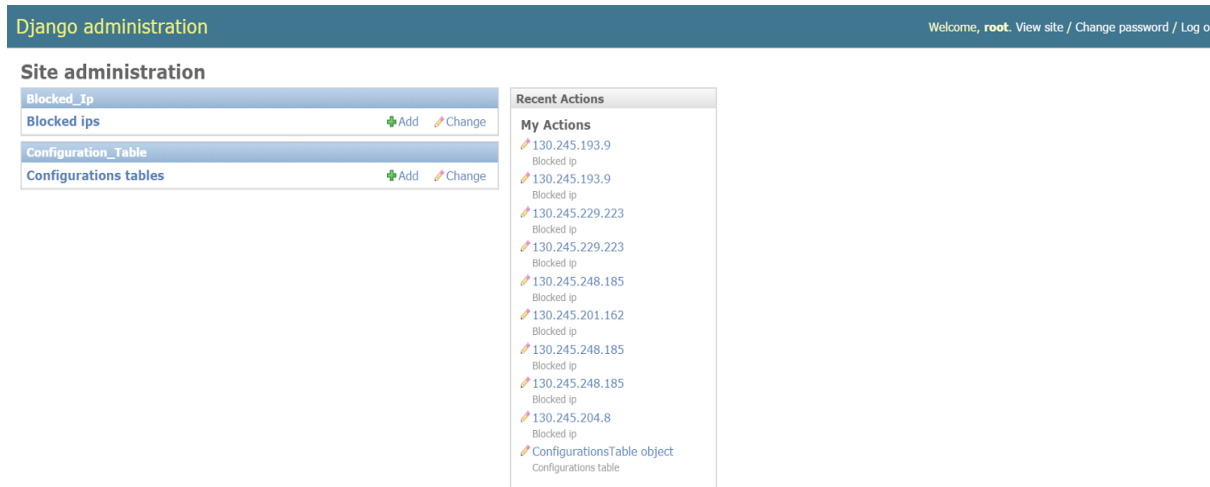 Django administration
Welcome, root. View site / Change password / Log o
Site administration
Blocked_Ip
Blocked ips Add Change
Configuration_Table
Configurations tables Add Change
Recent Actions
My Actions
130.245.193.9
Blocked ip
130.245.193.9
Blocked ip
130.245.229.223
Blocked ip
130.245.229.223
Blocked ip
130.245.248.185
Blocked ip
130.245.201.162
Blocked ip
130.245.248.185
Blocked ip
130.245.248.185
Blocked ip
130.245.204.8
Blocked ip
ConfigurationsTable object
Configurations table